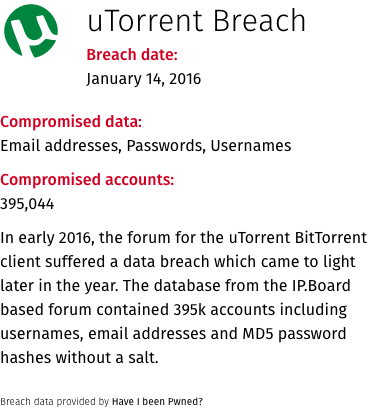 uTorrent Breach
Breach date:
January 14, 2016
Compromised data:
Email addresses, Passwords, Usernames
Compromised accounts:
395,044
In early 2016, the forum for the uTorrent BitTorrent
client suffered a data breach which came to light
later in the year. The database from the IP.Board
based forum contained 395k accounts including
usernames, email addresses and MD5 password
hashes without a salt.
Breach data provided by Have I been Pwned?